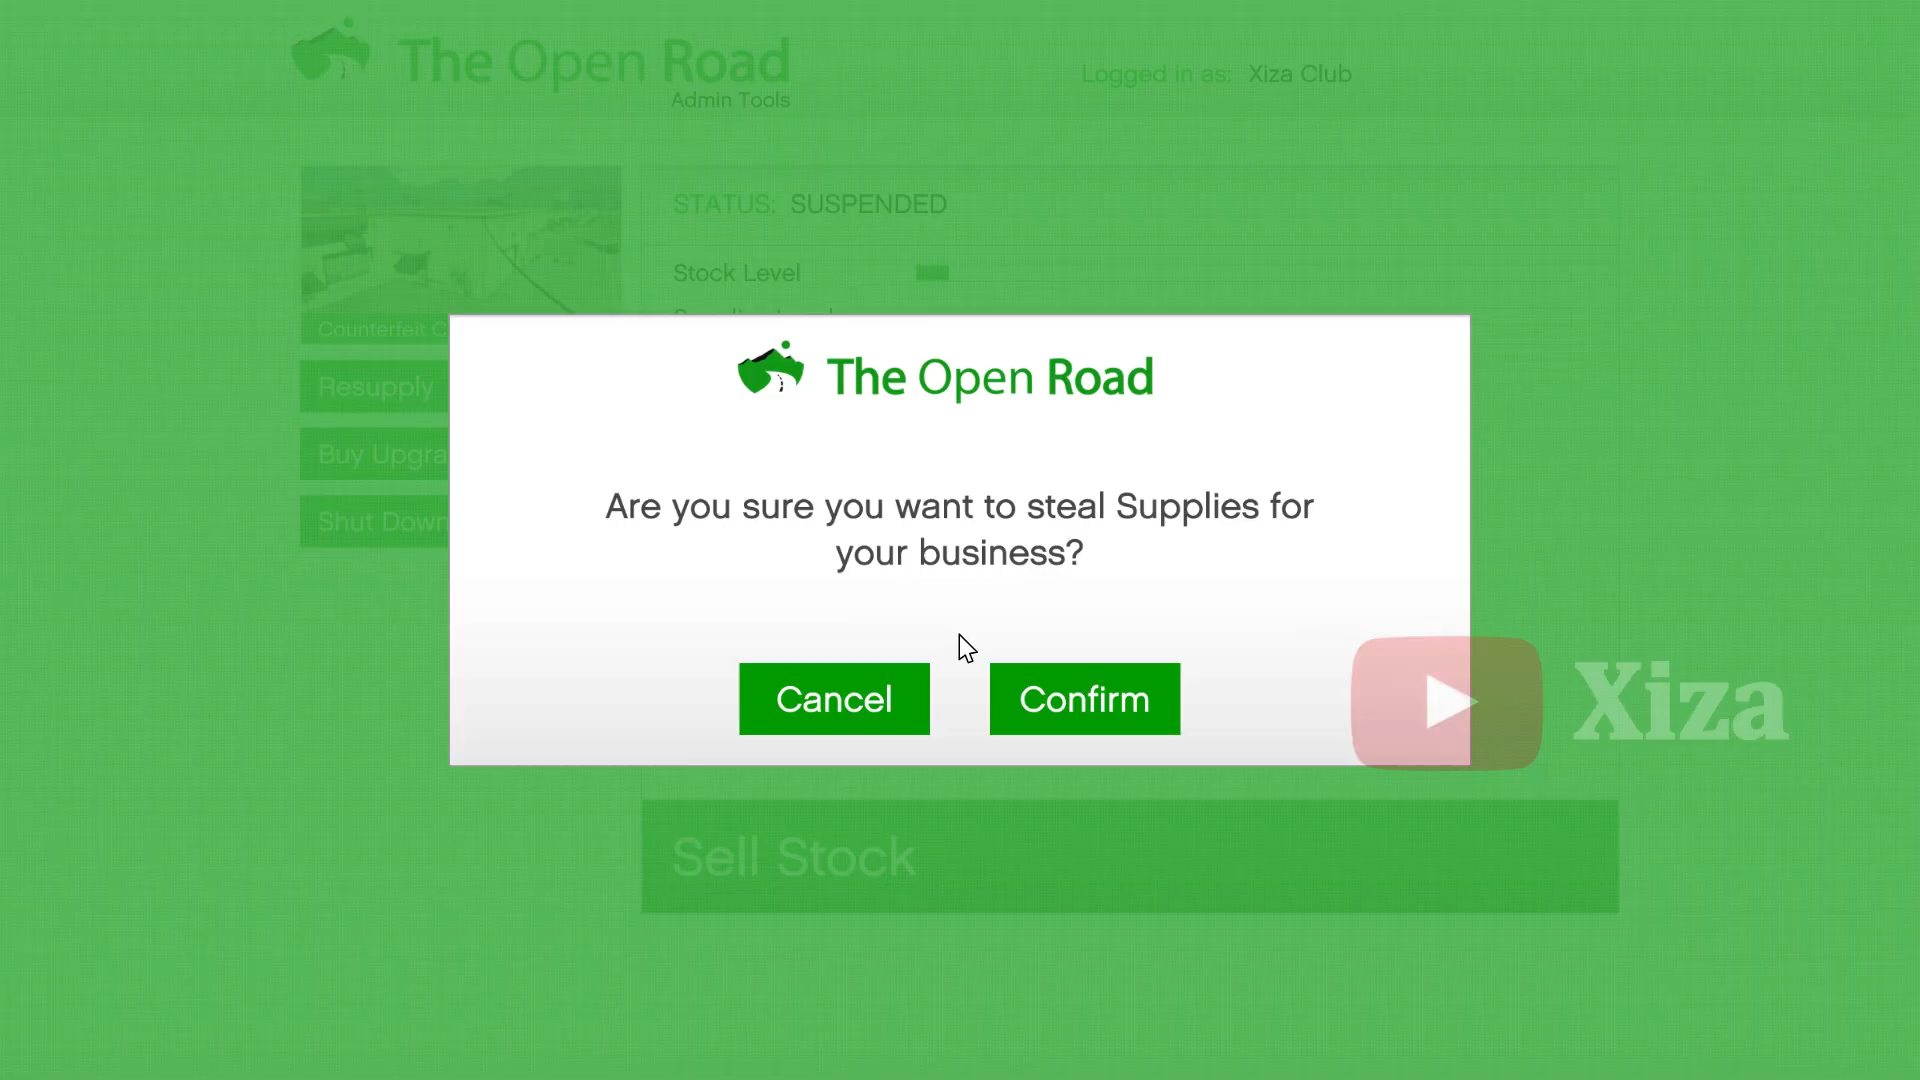 The Open Road
Admin Tools
Logged in as: Xiza Club
STATUS: SUSPENDED
Stock Level
Counterfeit C
Resupply
Buy Upgra
Shut Down
The Open Road
Are you sure you want to steal Supplies for
your business?
Cancel
Confirm
Xiza
Sell Stock